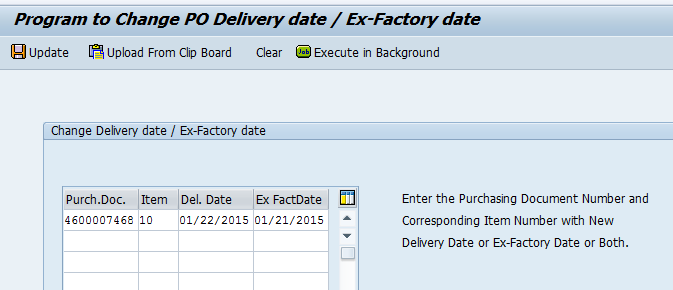 Program to Change PO Delivery date / Ex-Factory date
Update Upload From Clip Board Clear Job Execute in Background
Change Delivery date / Ex-Factory date
Purch.Doc. Item Del. Date Ex FactDate
4600007468 10 01/22/2015 01/21/2015
Enter the Purchasing Document Number and
Corresponding Item Number with New
Delivery Date or Ex-Factory Date or Both.